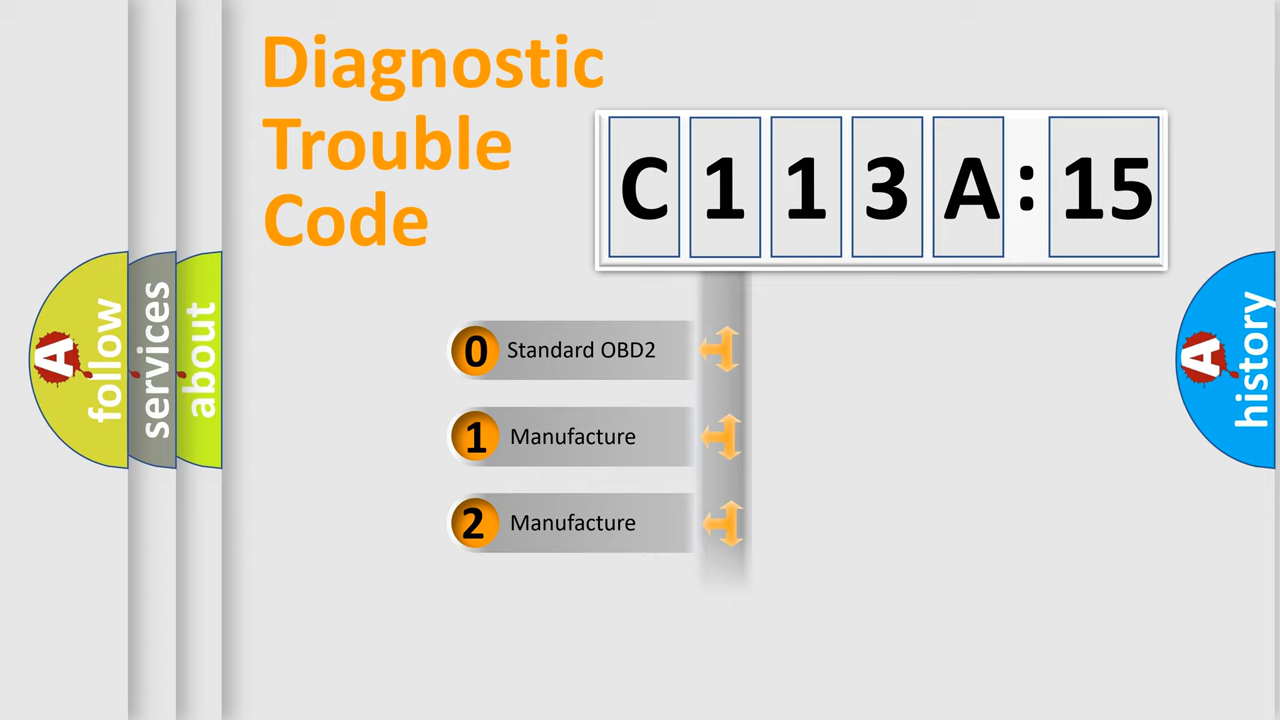 Diagnostic
Trouble
Code
C 1 1 3 A : 15
0 Standard OBD2
1 Manufacture
2 Manufacture
A follow
services
about
A history